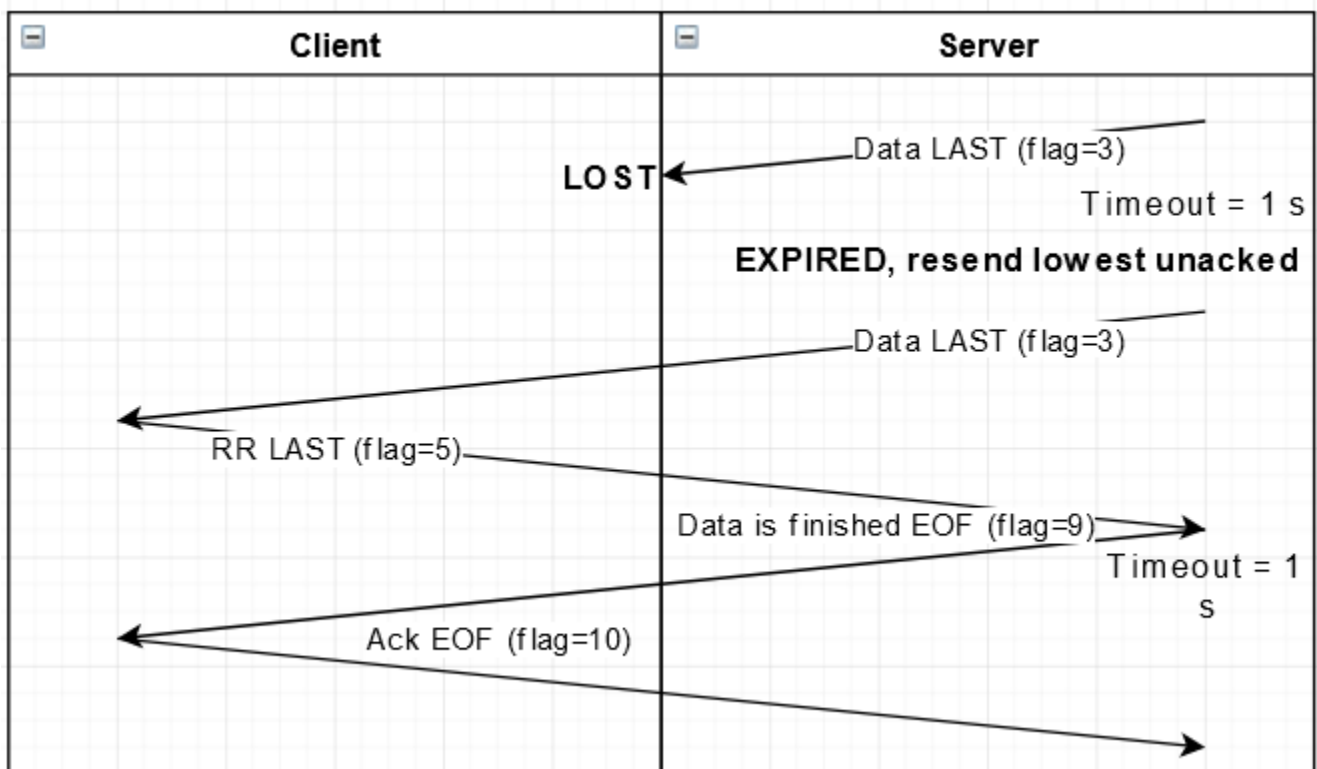 Client
Server
Data LAST (flag=3)
LOST
Timeout = 1 s
EXPIRED, resend lowest unacked
Data LAST (flag=3)
RR LAST (flag=5)
Data is finished EOF (flag=9)
Timeout = 1
s
Ack EOF (flag=10)